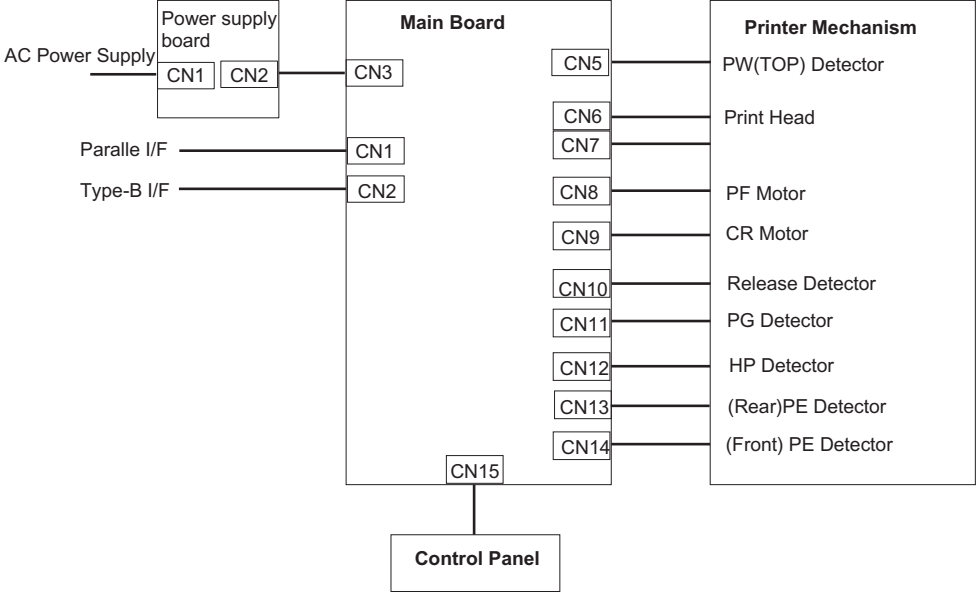 Power supply
board
AC Power Supply
CN1
CN2
Main Board
CN3
Paralle I/F
CN1
Type-B I/F
CN2
CN5
CN6
CN7
CN8
CN9
CN10
CN11
CN12
CN13
CN14
CN15
Printer Mechanism
PW(TOP) Detector
Print Head
PF Motor
CR Motor
Release Detector
PG Detector
HP Detector
(Rear)PE Detector
(Front) PE Detector
Control Panel